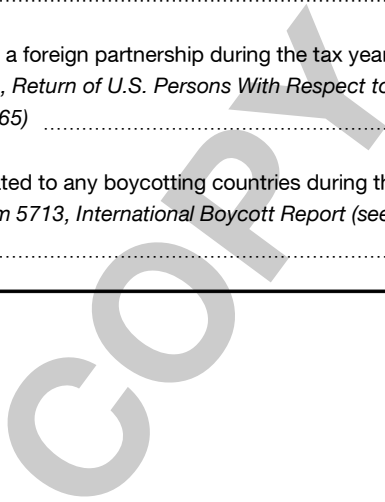 a foreign partnership during the tax year
, Return of U.S. Persons With Respect to
65)
ated to any boycotting countries during th
m 5713, International Boycott Report (see
COPY